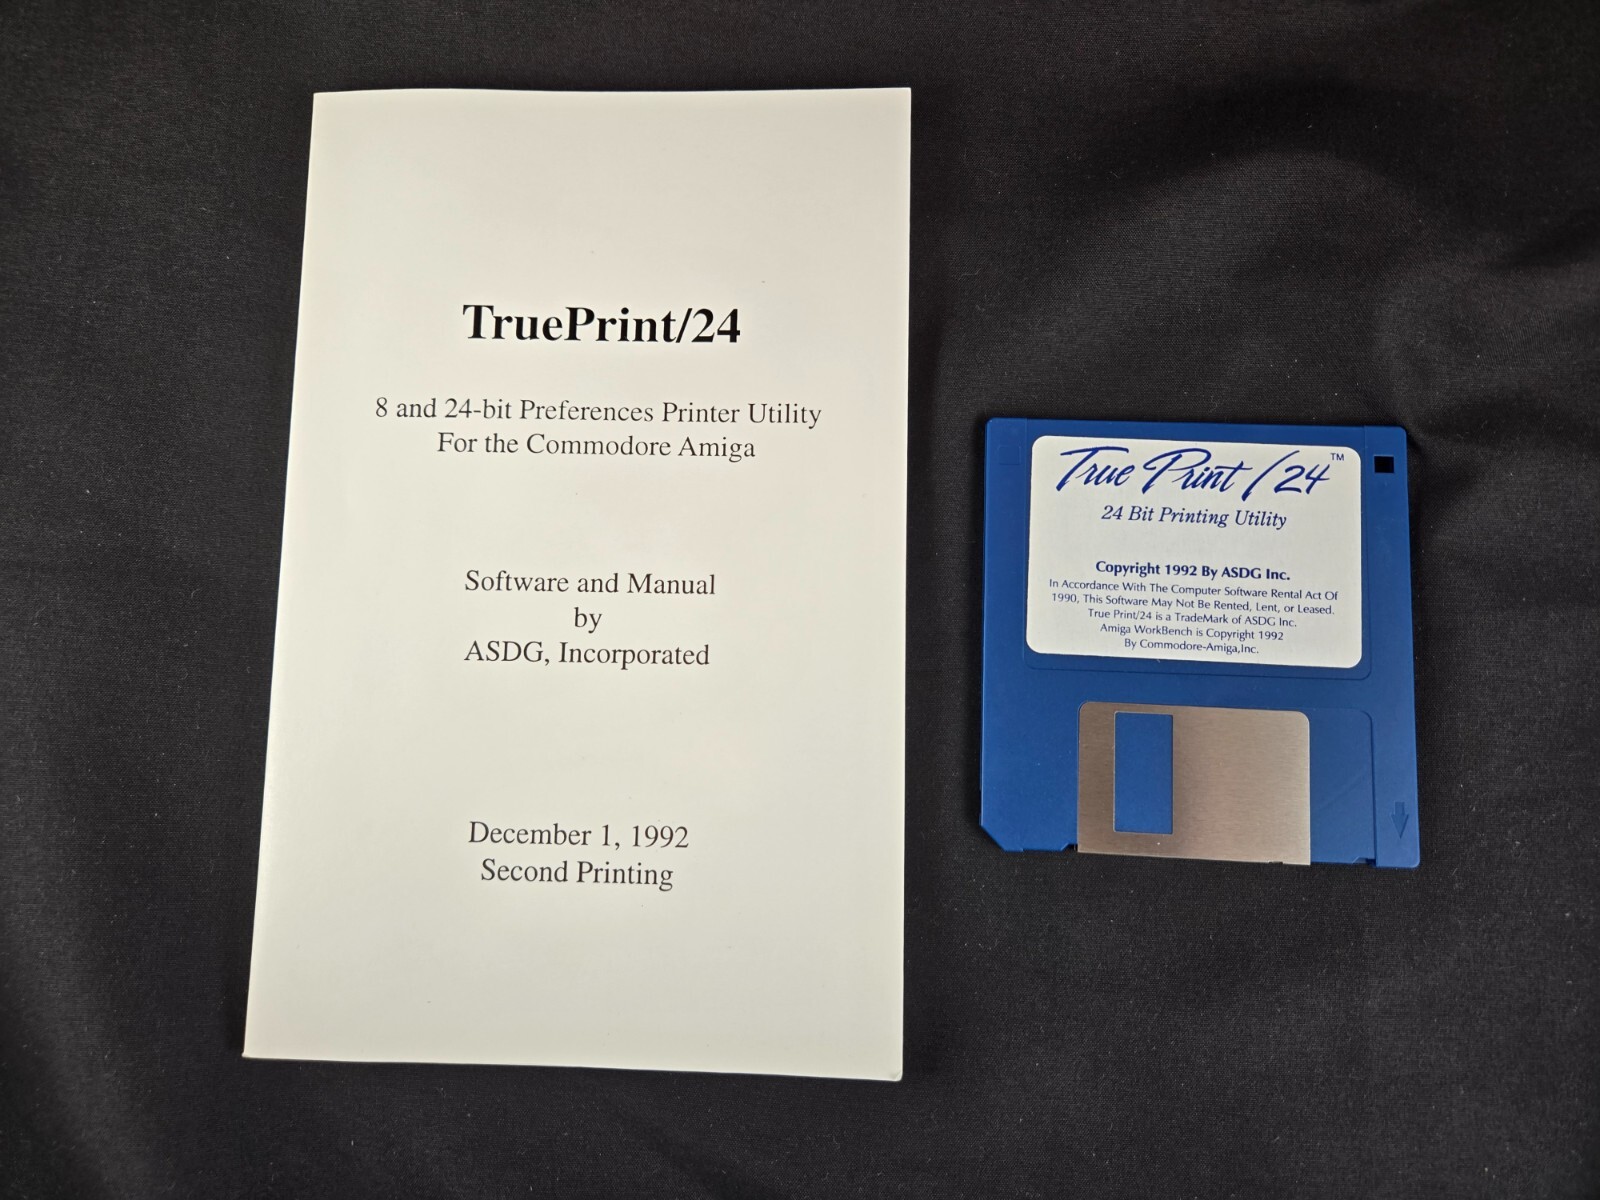 TruePrint/24
8 and 24-bit Preferences Printer Utility
For the Commodore Amiga
Software and Manual
by
ASDG, Incorporated
December 1, 1992
Second Printing
True Print/24™
24 Bit Printing Utility
Copyright 1992 By ASDG Inc.
In Accordance With The Computer Software Rental Act Of
1990, This Software May Not Be Rented, Lent, or Leased.
True Print/24 is a TradeMark of ASDG Inc.
Amiga WorkBench is Copyright 1992
By Commodore-Amiga,Inc.